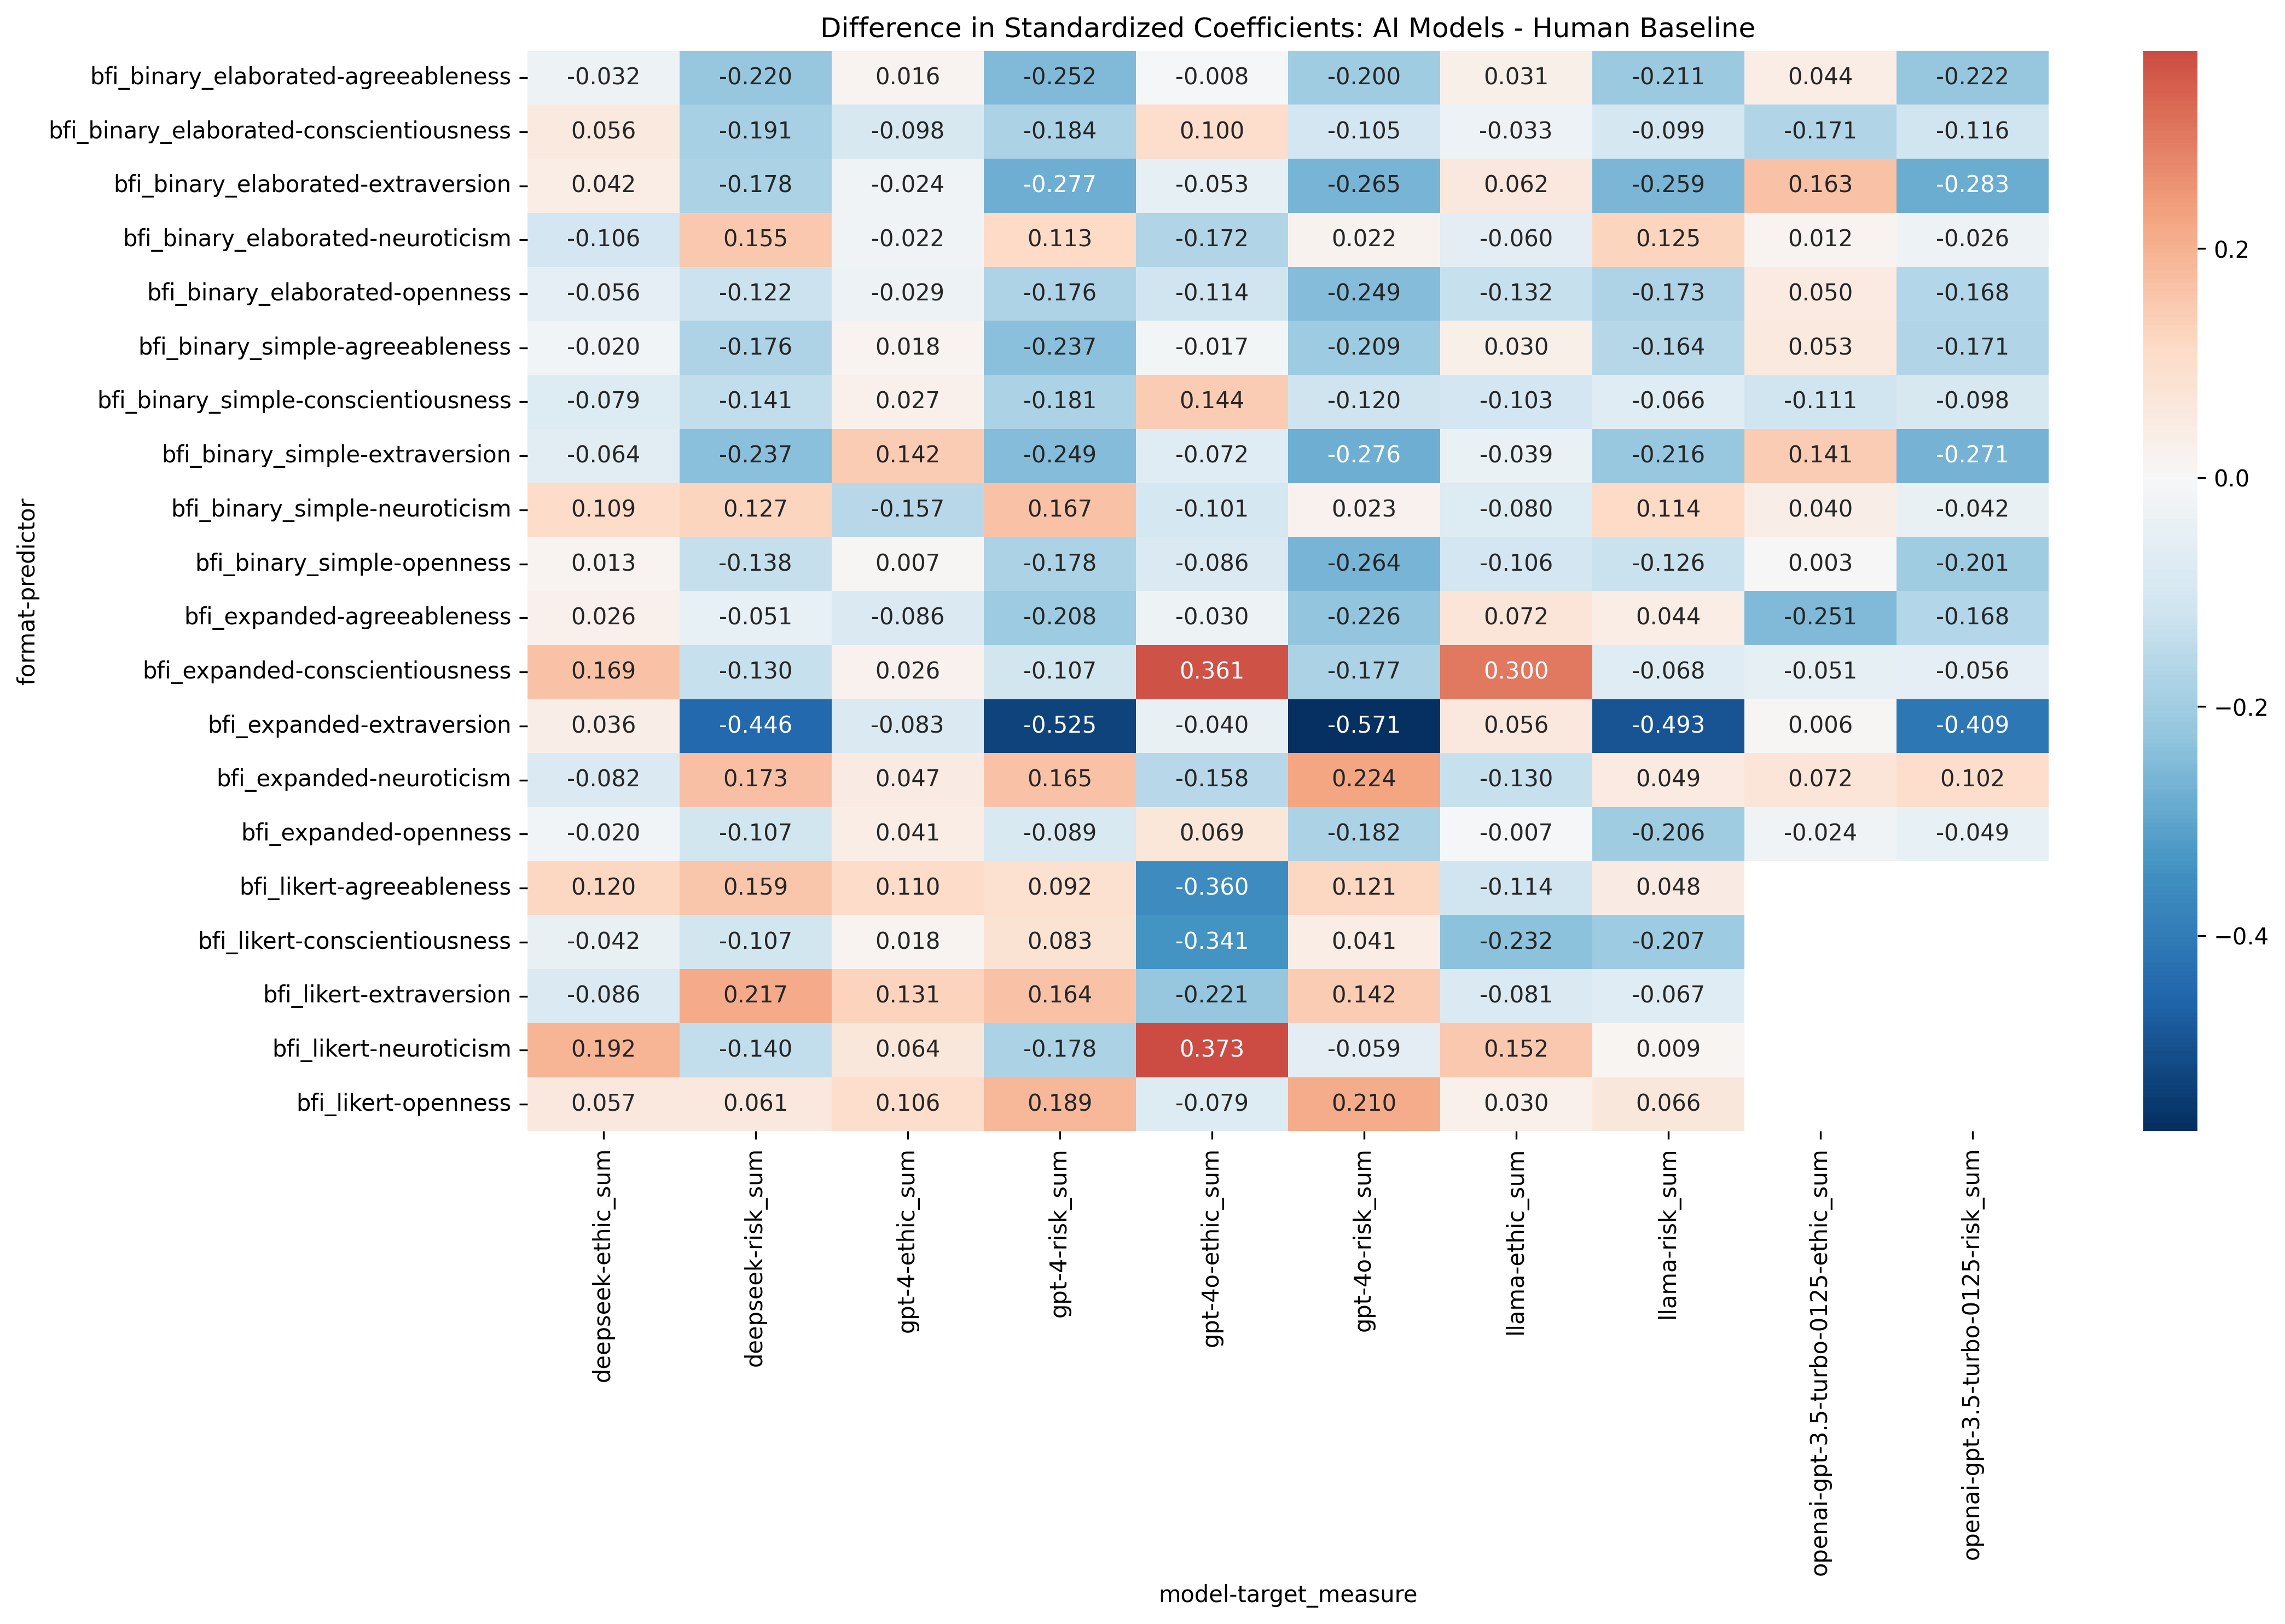 Difference in Standardized Coefficients: AI Models - Human Baseline
bfi_binary_elaborated-agreeableness -0.032 -0.220 0.016 -0.252 -0.008 -0.200 0.031 -0.211 0.044 -0.222
bfi_binary_elaborated-conscientiousness 0.056 -0.191 -0.098 -0.184 0.100 -0.105 -0.033 -0.099 -0.171 -0.116
bfi_binary_elaborated-extraversion 0.042 -0.178 -0.024 -0.277 -0.053 -0.265 0.062 -0.259 0.163 -0.283
bfi_binary_elaborated-neuroticism -0.106 0.155 -0.022 0.113 -0.172 0.022 -0.060 0.125 0.012 -0.026
bfi_binary_elaborated-openness -0.056 -0.122 -0.029 -0.176 -0.114 -0.249 -0.132 -0.173 0.050 -0.168
bfi_binary_simple-agreeableness -0.020 -0.176 0.018 -0.237 -0.017 -0.209 0.030 -0.164 0.053 -0.171
bfi_binary_simple-conscientiousness -0.079 -0.141 0.027 -0.181 0.144 -0.120 -0.103 -0.066 -0.111 -0.098
bfi_binary_simple-extraversion -0.064 -0.237 0.142 -0.249 -0.072 -0.276 -0.039 -0.216 0.141 -0.271
bfi_binary_simple-neuroticism 0.109 0.127 -0.157 0.167 -0.101 0.023 -0.080 0.114 0.040 -0.042
bfi_binary_simple-openness 0.013 -0.138 0.007 -0.178 -0.086 -0.264 -0.106 -0.126 0.003 -0.201
bfi_expanded-agreeableness 0.026 -0.051 -0.086 -0.208 -0.030 -0.226 0.072 0.044 -0.251 -0.168
bfi_expanded-conscientiousness 0.169 -0.130 0.026 -0.107 0.361 -0.177 0.300 -0.068 -0.051 -0.056
bfi_expanded-extraversion 0.036 -0.446 -0.083 -0.525 -0.040 -0.571 0.056 -0.493 0.006 -0.409
bfi_expanded-neuroticism -0.082 0.173 0.047 0.165 -0.158 0.224 -0.130 0.049 0.072 0.102
bfi_expanded-openness -0.020 -0.107 0.041 -0.089 0.069 -0.182 -0.007 -0.206 -0.024 -0.049
bfi_likert-agreeableness 0.120 0.159 0.110 0.092 -0.360 0.121 -0.114 0.048
bfi_likert-conscientiousness -0.042 -0.107 0.018 0.083 -0.341 0.041 -0.232 -0.207
bfi_likert-extraversion -0.086 0.217 0.131 0.164 -0.221 0.142 -0.081 -0.067
bfi_likert-neuroticism 0.192 -0.140 0.064 -0.178 0.373 -0.059 0.152 0.009
bfi_likert-openness 0.057 0.061 0.106 0.189 -0.079 0.210 0.030 0.066
format-predictor
deepseek-ethic_sum
deepseek-risk_sum
gpt-4-ethic_sum
gpt-4-risk_sum
gpt-4o-ethic_sum
gpt-4o-risk_sum
llama-ethic_sum
llama-risk_sum
openai-gpt-3.5-turbo-0125-ethic_sum
openai-gpt-3.5-turbo-0125-risk_sum
model-target_measure
0.2
0.0
−0.2
−0.4